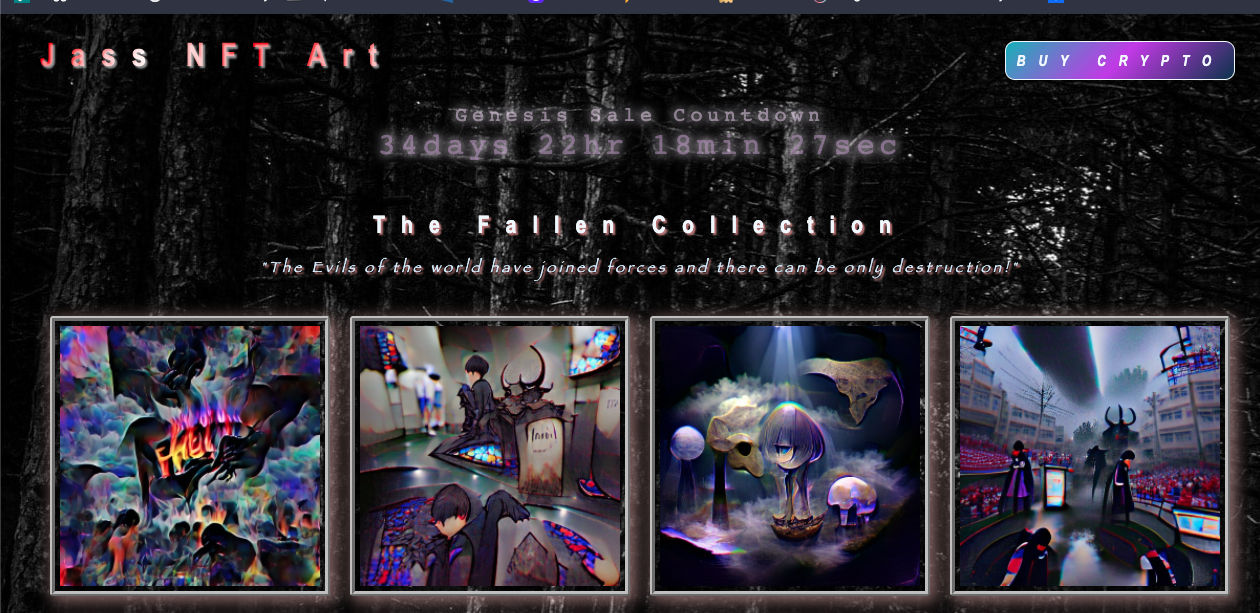 Jass NFT Art
BUY CRYPTO
Genesis Sale Countdown
34days 22hr 18min 27sec
The Fallen Collection
"The Evils of the world have joined forces and there can be only destruction!"